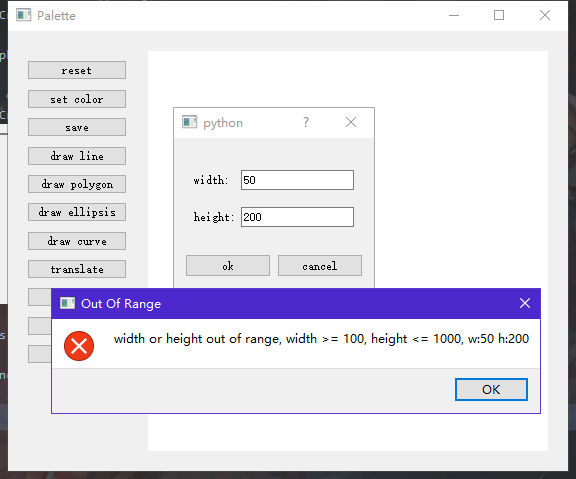 Palette
reset
set color
save
draw line
draw polygon
draw ellipsis
draw curve
translate
python
?
width: 50
height: 200
ok cancel
Out Of Range
width or height out of range, width >= 100, height <= 1000, w:50 h:200
OK